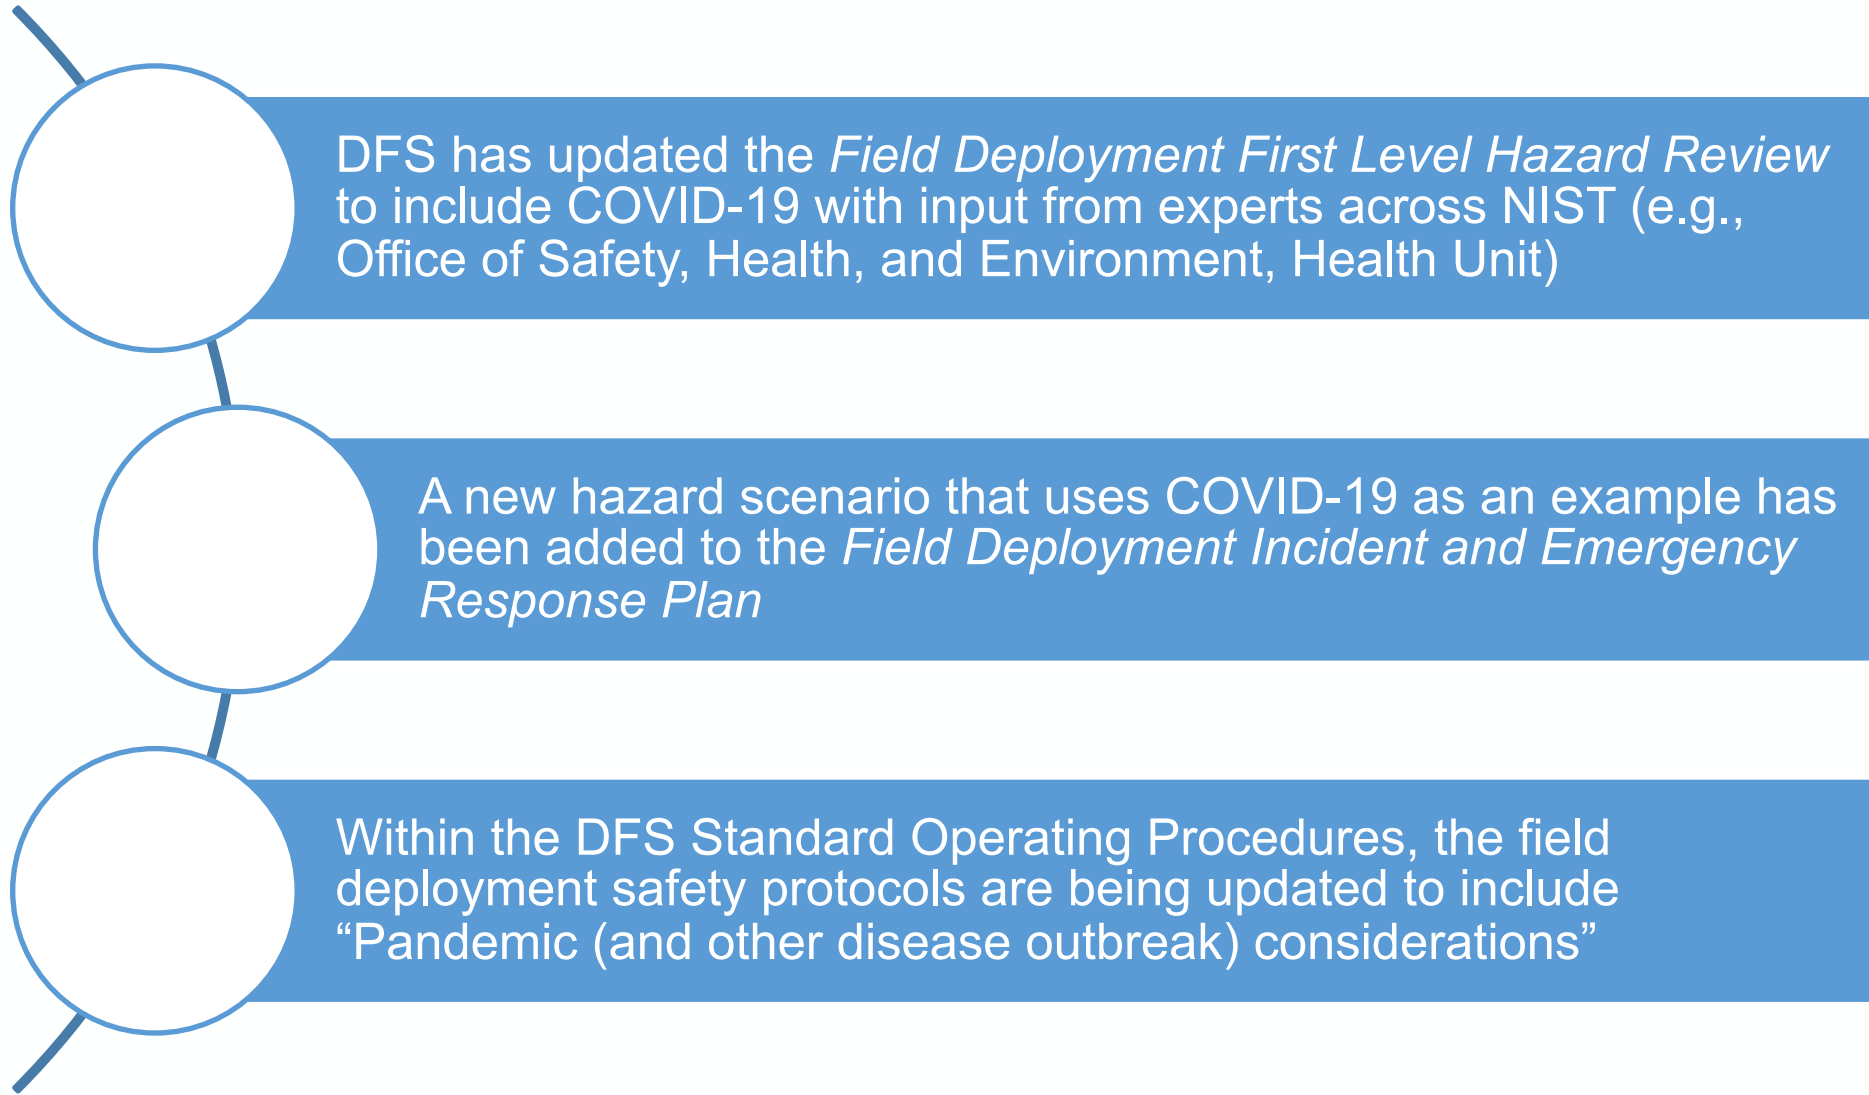 DFS has updated the Field Deployment First Level Hazard Review
to include COVID-19 with input from experts across NIST (e.g.,
Office of Safety, Health, and Environment, Health Unit)
A new hazard scenario that uses COVID-19 as an example has
been added to the Field Deployment Incident and Emergency
Response Plan
Within the DFS Standard Operating Procedures, the field
deployment safety protocols are being updated to include
“Pandemic (and other disease outbreak) considerations”